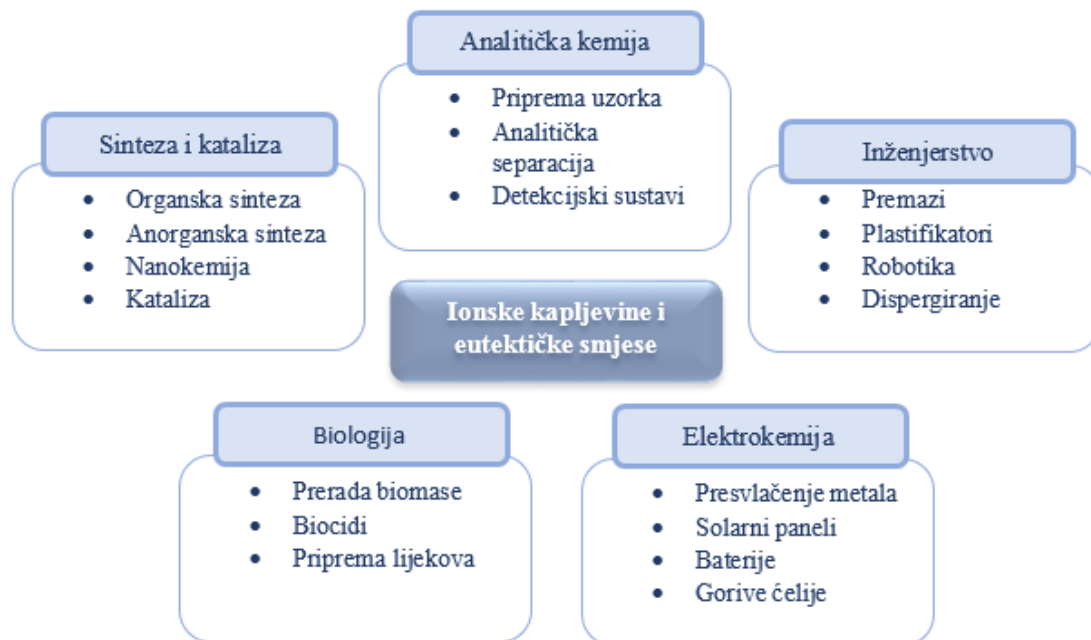 Analitička kemija
• Priprema uzorka
• Analitička
separacija
• Detekcijski sustavi
Sinteza i kataliza
• Organska sinteza
• Anorganska sinteza
• Nanokemija
• Kataliza
Inženjerstvo
• Premazi
• Plastifikatori
• Robotika
• Dispergiranje
Ionske kapljevine i
eutektičke smjese
Biologija
• Prerada biomase
• Biocidi
• Priprema lijekova
Elektrokemija
• Presvlačenje metala
• Solarni paneli
• Baterije
• Gorive ćelije